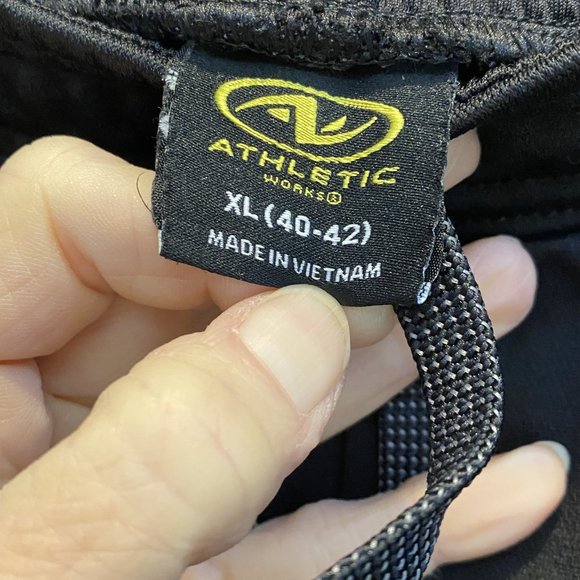 ATHLETIC
WORKS®
XL (40-42)
MADE IN VIETNAM